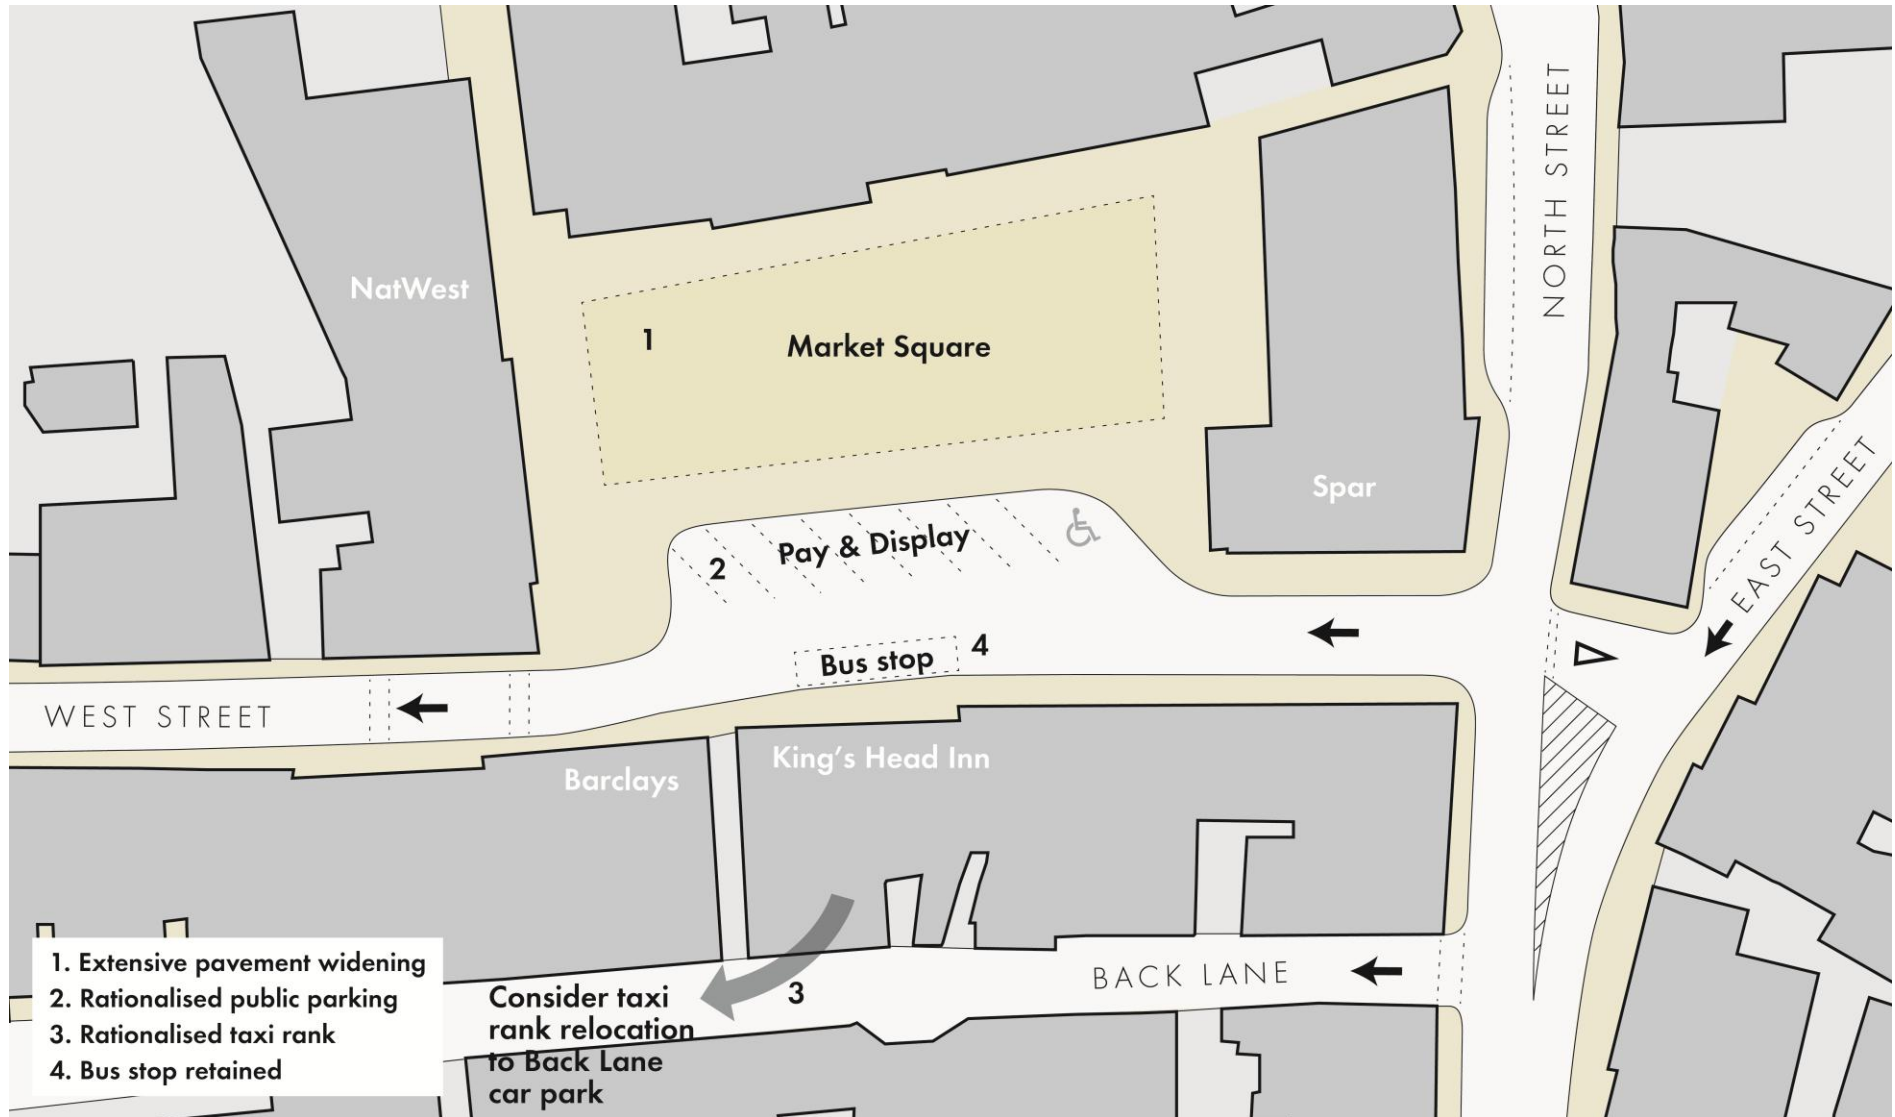 NORTH STREET
NatWest
1
Market Square
Spar
2
Pay & Display
EAST STREET
Bus stop
4
WEST STREET
King's Head Inn
Barclays
BACK LANE
3
Consider taxi
rank relocation
to Back Lane
car park
1. Extensive pavement widening
2. Rationalised public parking
3. Rationalised taxi rank
4. Bus stop retained